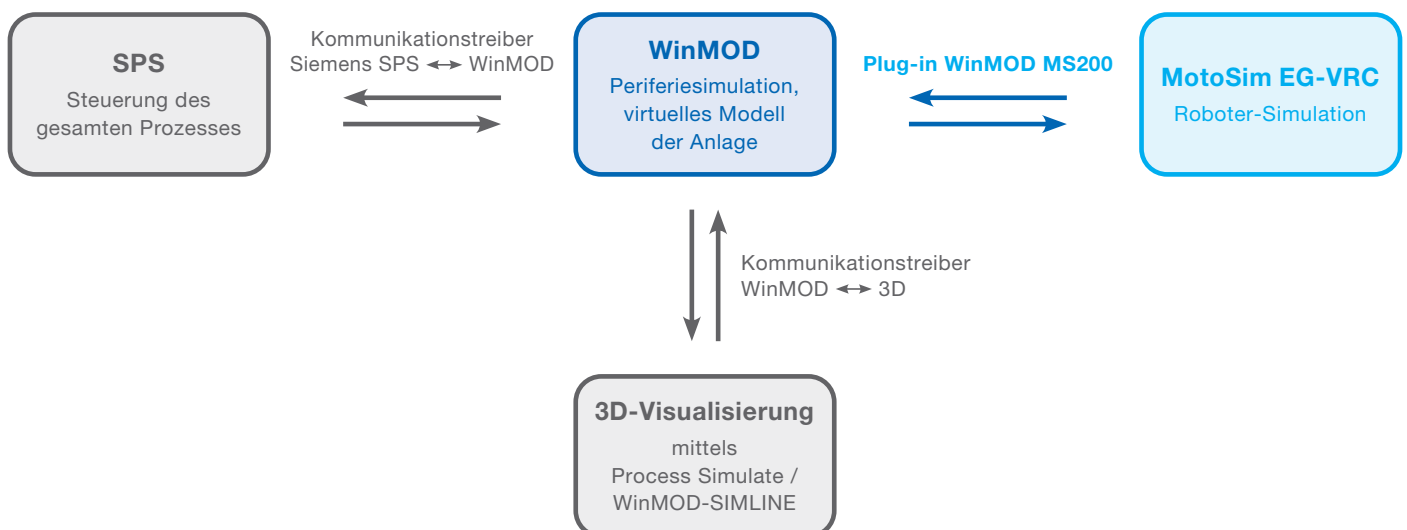 SPS
Steuerung des
gesamten Prozesses
Kommunikationstreiber
Siemens SPS ↔ WinMOD
WinMOD
Periferiesimulation,
virtuelles Modell
der Anlage
Plug-in WinMOD MS200
MotoSim EG-VRC
Roboter-Simulation
Kommunikationstreiber
WinMOD ↔ 3D
3D-Visualisierung
mittels
Process Simulate /
WinMOD-SIMLINE